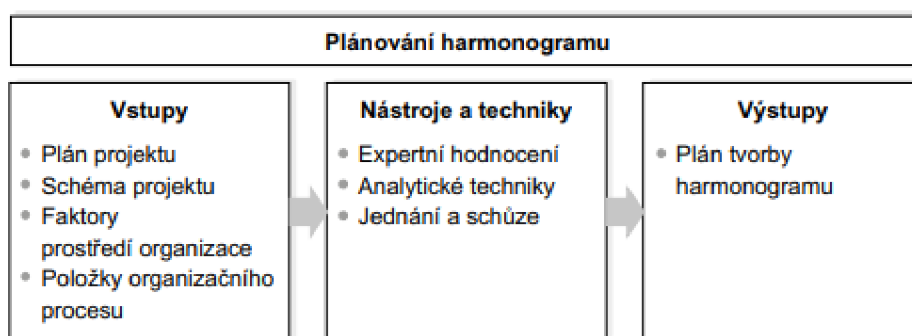 Plánování harmonogramu
Vstupy
Plán projektu
Schéma projektu
Faktory
prostředí organizace
Položky organizačního
procesu
Nástroje a techniky
Expertní hodnocení
Analytické techniky
Jednání a schůze
Výstupy
Plán tvorby
harmonogramu